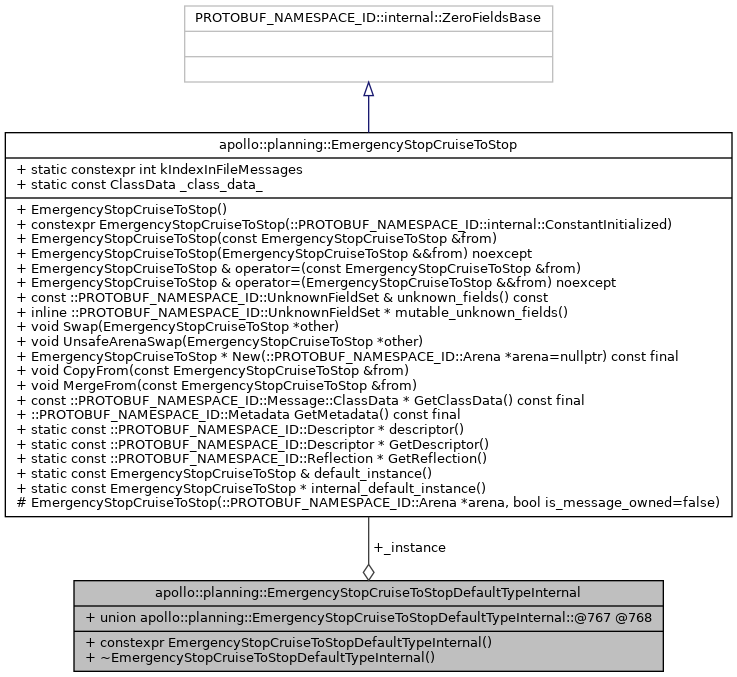 PROTOBUF_NAMESPACE_ID::internal::ZeroFieldsBase
apollo::planning::EmergencyStopCruiseToStop
+ static constexpr int kIndexInFileMessages
+ static const ClassData _class_data_
+ EmergencyStopCruiseToStop()
+ constexpr EmergencyStopCruiseToStop(::PROTOBUF_NAMESPACE_ID::internal::ConstantInitialized)
+ EmergencyStopCruiseToStop(const EmergencyStopCruiseToStop &from)
+ EmergencyStopCruiseToStop(EmergencyStopCruiseToStop &&from) noexcept
+ EmergencyStopCruiseToStop & operator=(const EmergencyStopCruiseToStop &from)
+ EmergencyStopCruiseToStop & operator=(EmergencyStopCruiseToStop &&from) noexcept
+ const ::PROTOBUF_NAMESPACE_ID::UnknownFieldSet & unknown_fields() const
+ inline ::PROTOBUF_NAMESPACE_ID::UnknownFieldSet * mutable_unknown_fields()
+ void Swap(EmergencyStopCruiseToStop *other)
+ void UnsafeArenaSwap(EmergencyStopCruiseToStop *other)
+ EmergencyStopCruiseToStop * New(::PROTOBUF_NAMESPACE_ID::Arena *arena=nullptr) const final
+ void CopyFrom(const EmergencyStopCruiseToStop &from)
+ void MergeFrom(const EmergencyStopCruiseToStop &from)
+ const ::PROTOBUF_NAMESPACE_ID::Message::ClassData * GetClassData() const final
+ ::PROTOBUF_NAMESPACE_ID::Metadata GetMetadata() const final
+ static const ::PROTOBUF_NAMESPACE_ID::Descriptor * descriptor()
+ static const ::PROTOBUF_NAMESPACE_ID::Descriptor * GetDescriptor()
+ static const ::PROTOBUF_NAMESPACE_ID::Reflection * GetReflection()
+ static const EmergencyStopCruiseToStop & default_instance()
+ static const EmergencyStopCruiseToStop * internal_default_instance()
# EmergencyStopCruiseToStop(::PROTOBUF_NAMESPACE_ID::Arena *arena, bool is_message_owned=false)
+_instance
apollo::planning::EmergencyStopCruiseToStopDefaultTypeInternal
+ union apollo::planning::EmergencyStopCruiseToStopDefaultTypeInternal::@767 @768
+ constexpr EmergencyStopCruiseToStopDefaultTypeInternal()
+ ~EmergencyStopCruiseToStopDefaultTypeInternal()